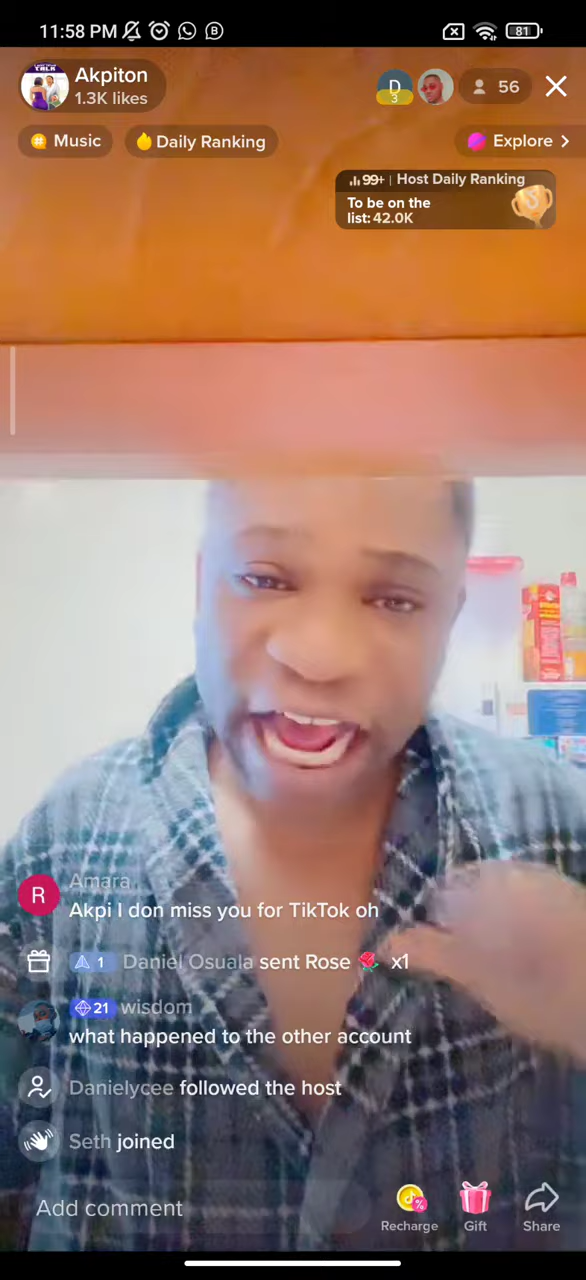 11:58 PM
81
TALK
Akpiton
1.3K likes
D
3
56
Music
Daily Ranking
Explore
99+ | Host Daily Ranking
To be on the
list: 42.0K
3
R
Amara
Akpi I don miss you for TikTok oh
1 Daniel Osuala sent Rose 🌹 x1
21 wisdom
what happened to the other account
Danielycee followed the host
Seth joined
Add comment
Recharge
Gift
Share